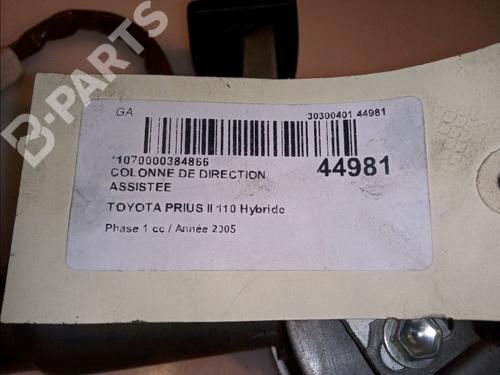 B-PARTS
GA
30300401 44981
*1070000384866
44981
COLONNE DE DIRECTION
ASSISTEE
TOYOTA PRIUS II 110 Hybride
Phase 1 cc / Année 2005